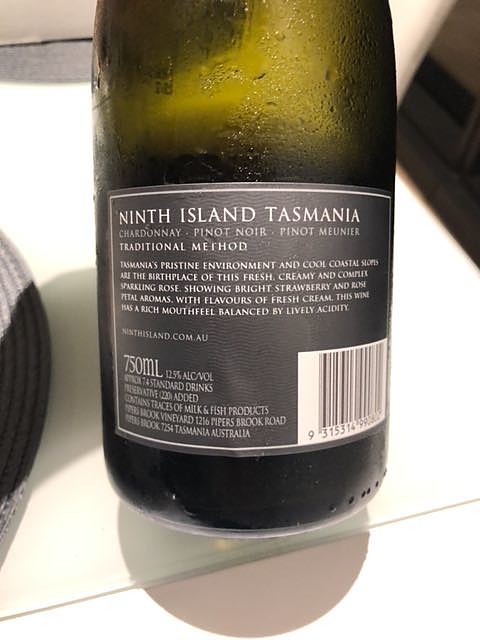 NINTH ISLAND TASMANIA
CHARDONNAY · PINOT NOIR · PINOT MEUNIER
TRADITIONAL METHOD
TASMANIA'S PRISTINE ENVIRONMENT AND COOL COASTAL SLOPES
ARE THE BIRTHPLACE OF THIS FRESH, CREAMY AND COMPLEX
SPARKLING ROSE. SHOWING BRIGHT STRAWBERRY AND ROSE
PETAL AROMAS, WITH FLAVOURS OF FRESH CREAM, THIS WINE
HAS A RICH MOUTHFEEL BALANCED BY LIVELY ACIDITY.
NINTHISLAND.COM.AU
750ML 12.5% ALC/VOL
APPROX 7.4 STANDARD DRINKS
PRESERVATIVE (220) ADDED
CONTAINS TRACES OF MILK & FISH PRODUCTS
PIPERS BROOK VINEYARD 1216 PIPERS BROOK ROAD
PIPERS BROOK 7254 TASMANIA AUSTRALIA
9 315314